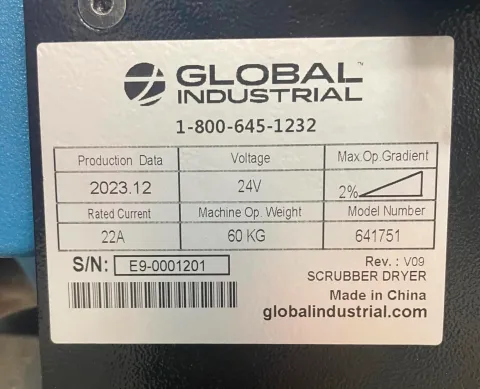 GLOBAL
INDUSTRIAL
1-800-645-1232
Production Data Voltage Max.Op.Gradient
2023.12 24V 2%
Rated Current Machine Op. Weight Model Number
22A 60 KG 641751
S/N: E9-0001201 Rev.: V09
SCRUBBER DRYER
Made in China
globalindustrial.com